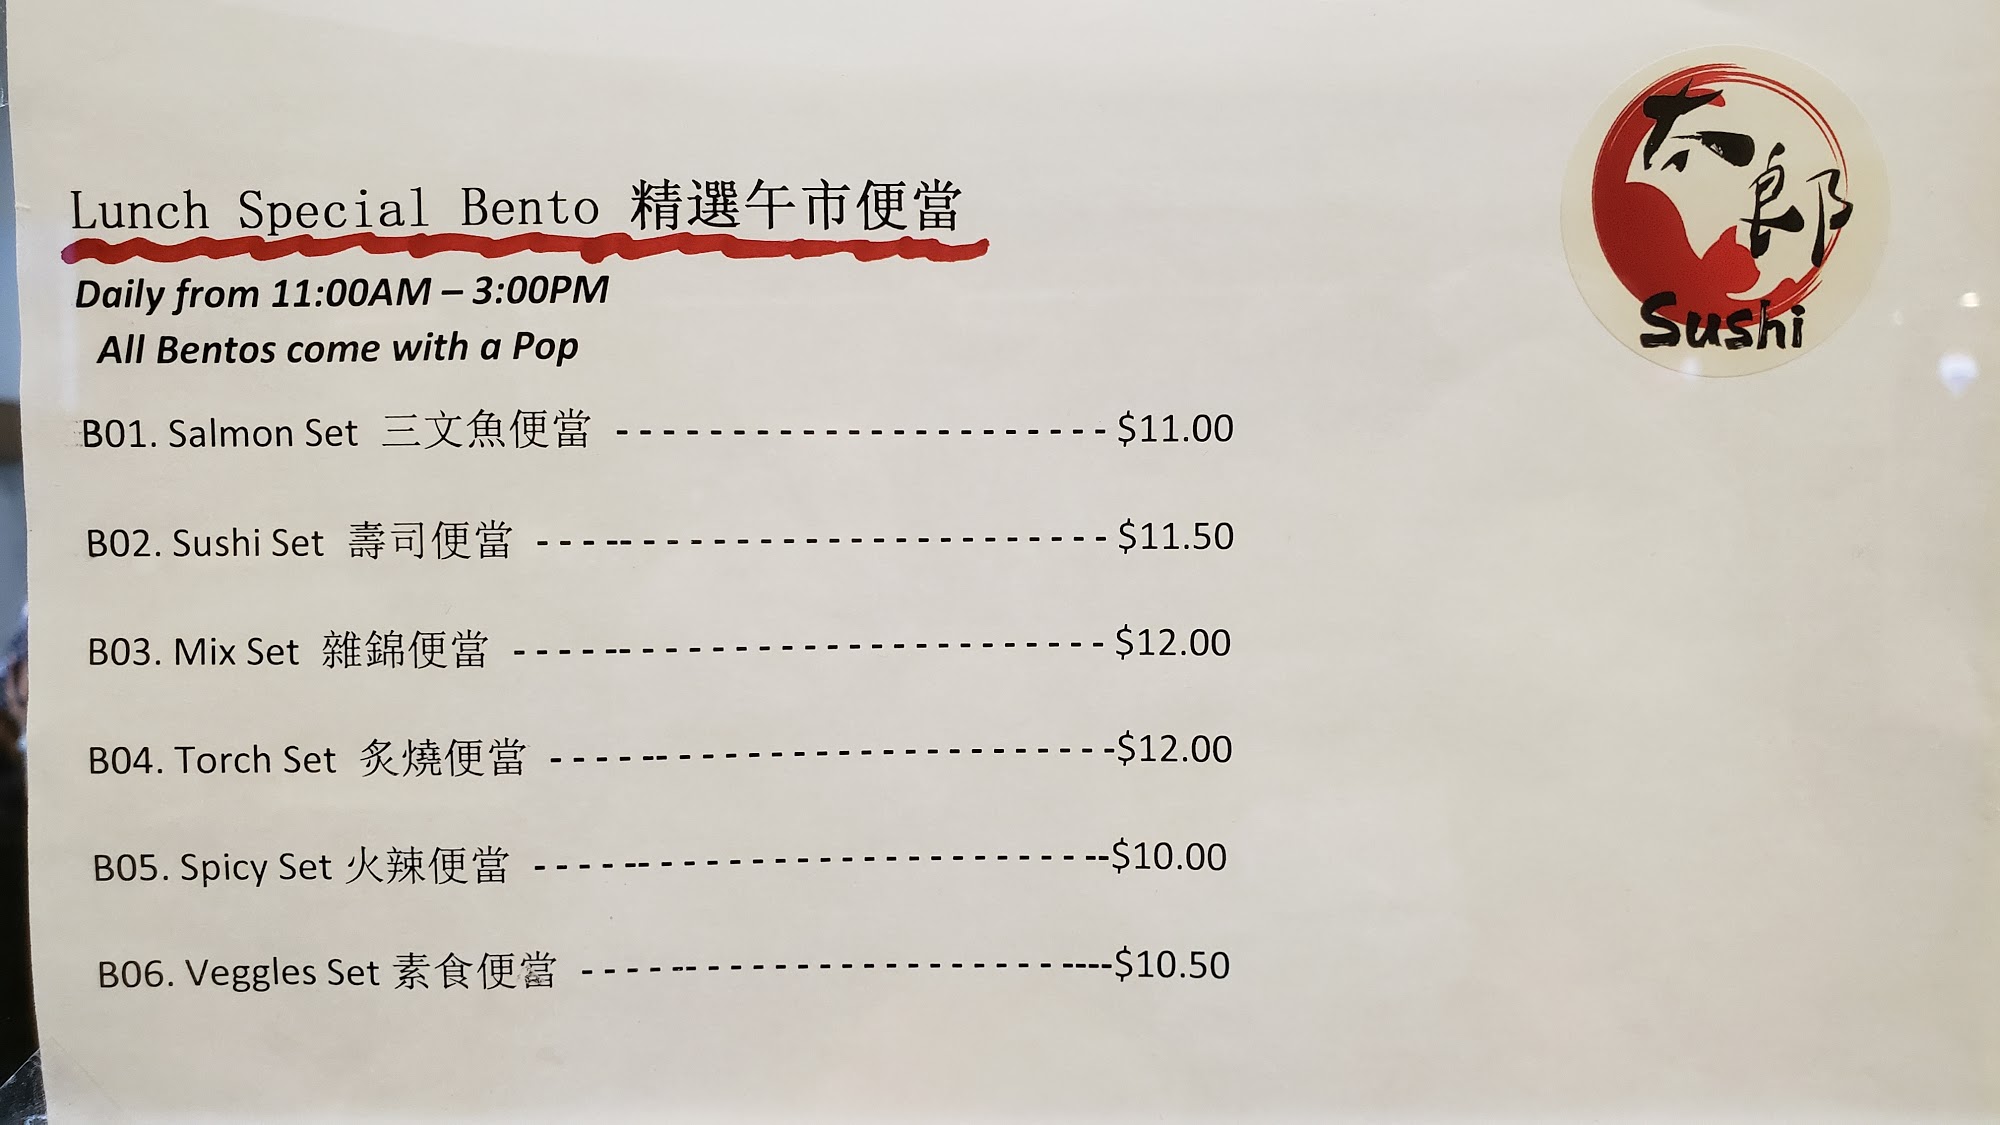 太郎
Sushi
Lunch Special Bento 精選午市便當
Daily from 11:00AM – 3:00PM
All Bentos come with a Pop
B01. Salmon Set 三文魚便當 ---------------------- $11.00
B02. Sushi Set 壽司便當 ------------------------- $11.50
B03. Mix Set 雜錦便當 -------------------------- $12.00
B04. Torch Set 炙燒便當 -------------------------$12.00
B05. Spicy Set 火辣便當 --------------------------$10.00
B06. Veggles Set 素食便當 --------------------------$10.50